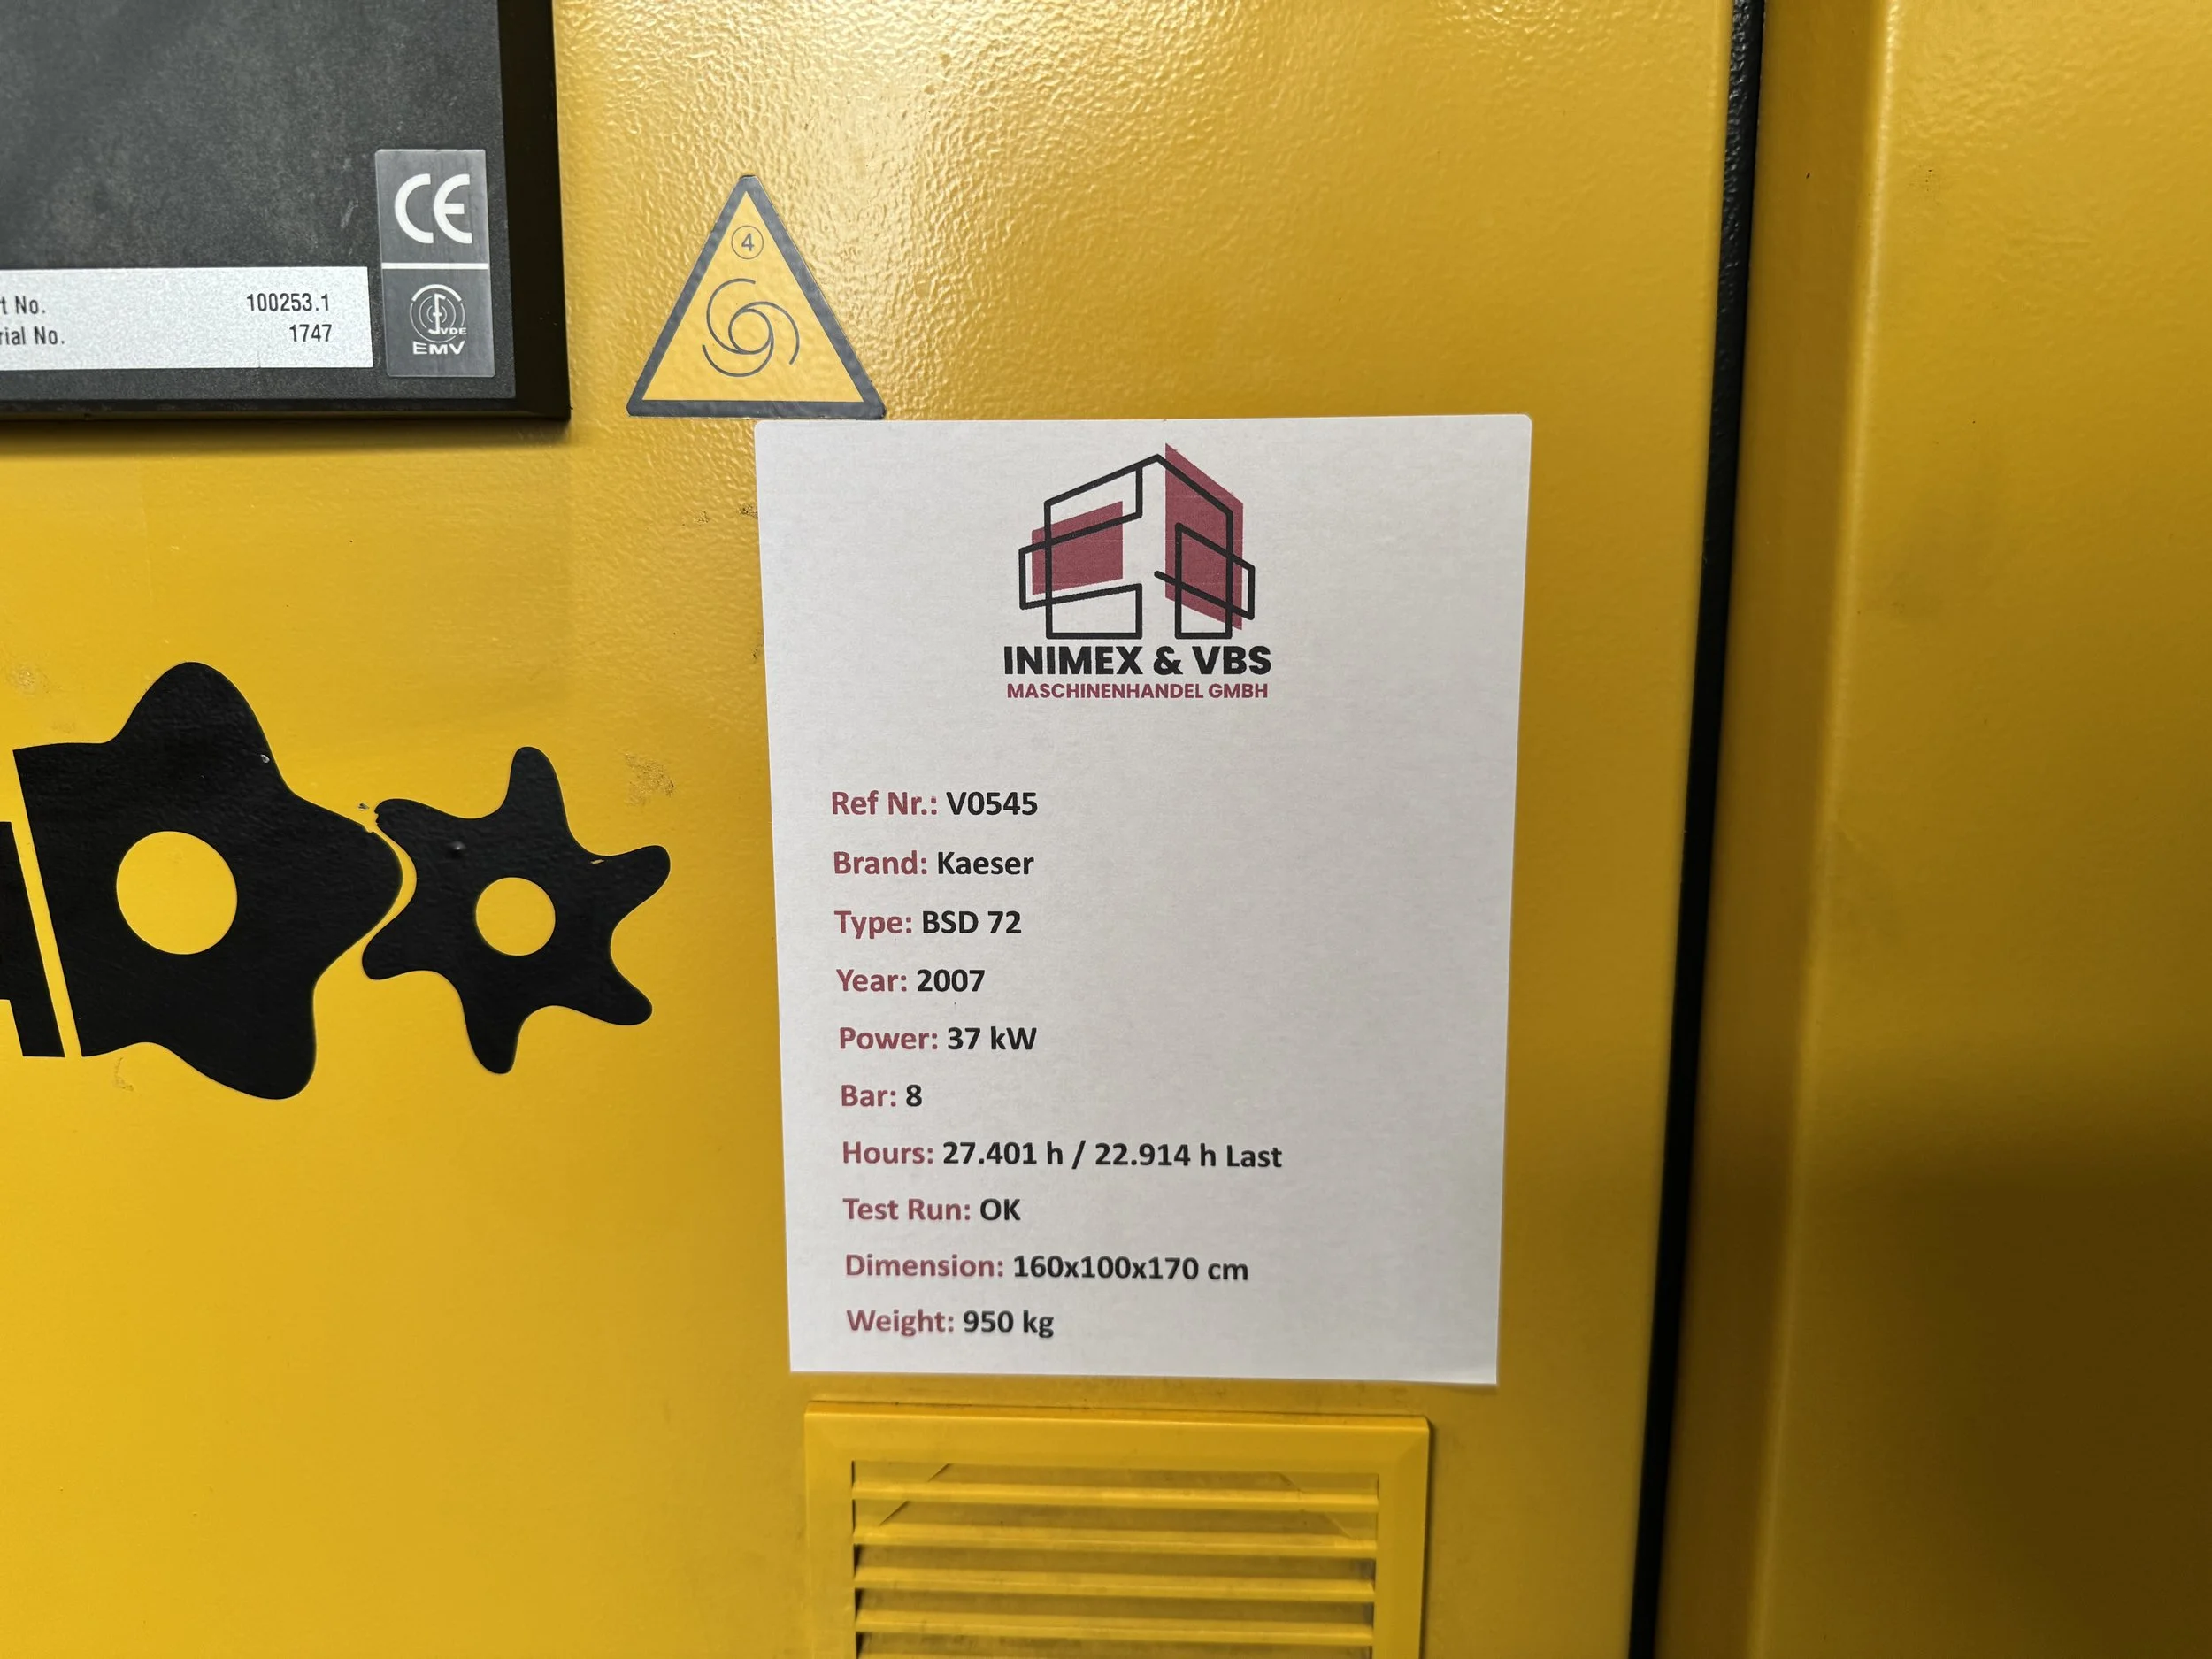 CE
t No. 100253.1
rial No. 1747
VDE
EMV
4
INIMEX & VBS
MASCHINENHANDEL GMBH
Ref Nr.: V0545
Brand: Kaeser
Type: BSD 72
Year: 2007
Power: 37 kW
Bar: 8
Hours: 27.401 h / 22.914 h Last
Test Run: OK
Dimension: 160x100x170 cm
Weight: 950 kg